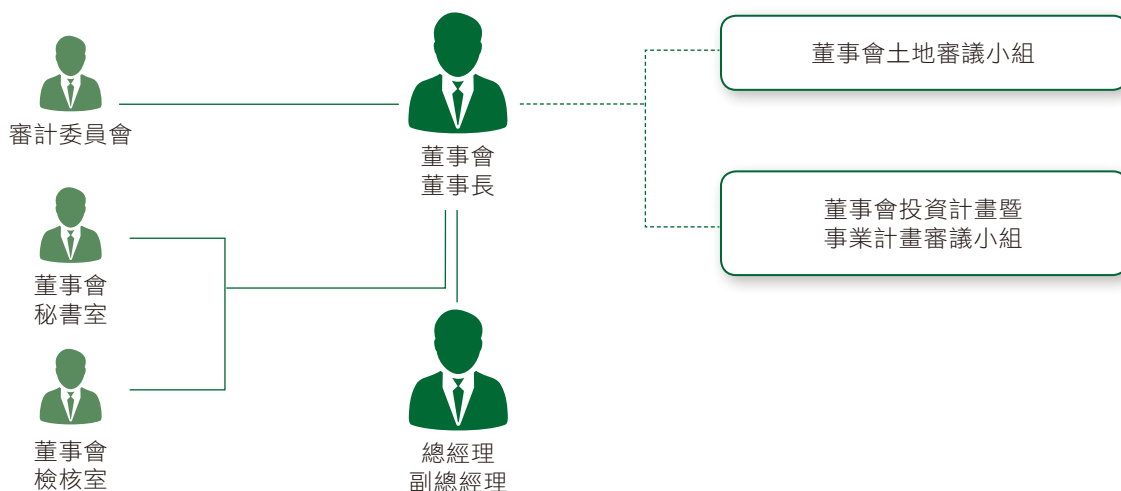 審計委員會
董事會
董事長
董事會土地審議小組
董事會投資計畫暨
事業計畫審議小組
董事會
秘書室
董事會
檢核室
總經理
副總經理